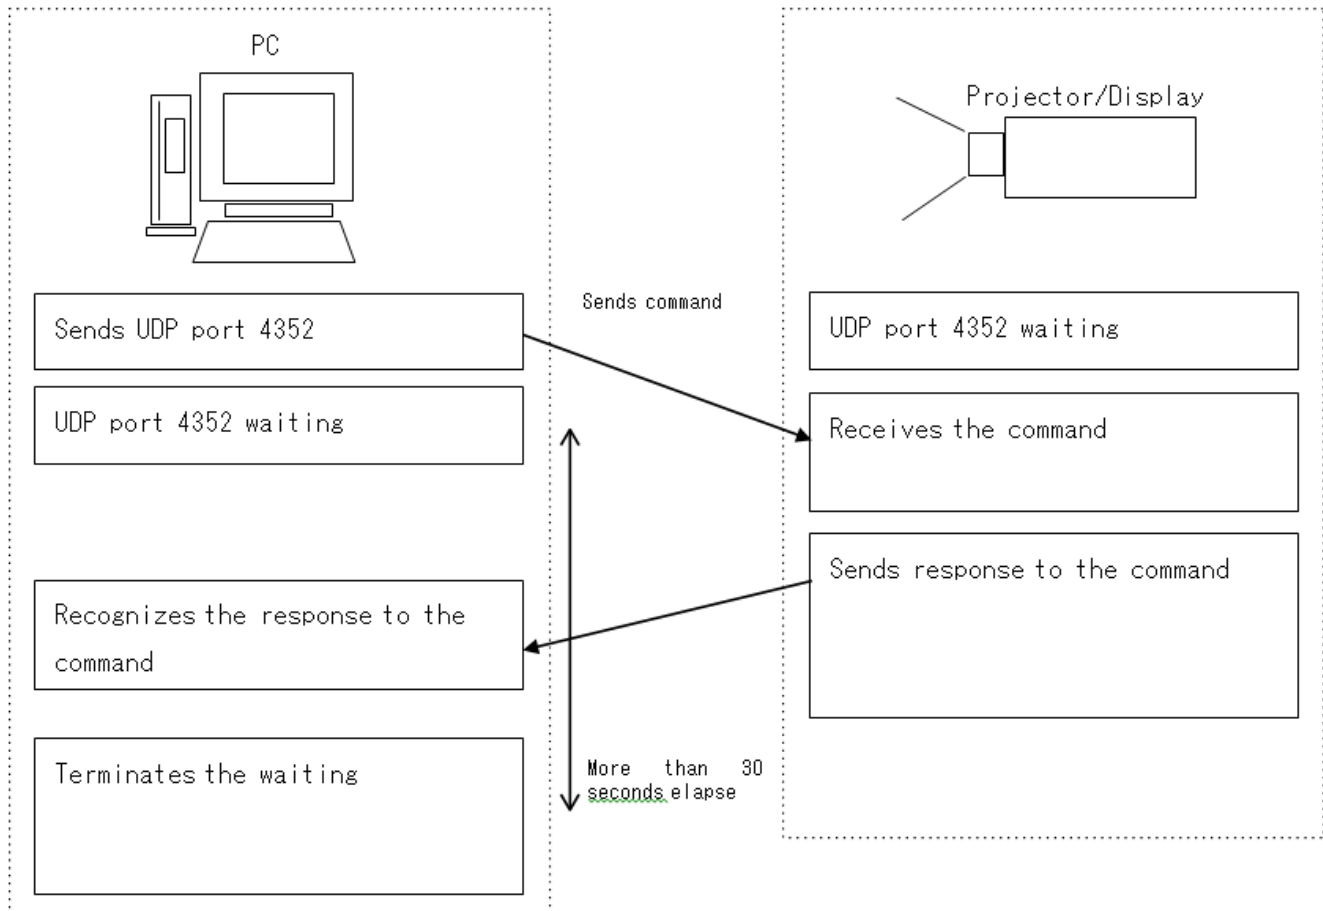 PC
Projector/Display
Sends UDP port 4352
Sends command
UDP port 4352 waiting
UDP port 4352 waiting
Receives the command
Sends response to the command
Recognizes the response to the
command
Terminates the waiting
More than 30
seconds elapse